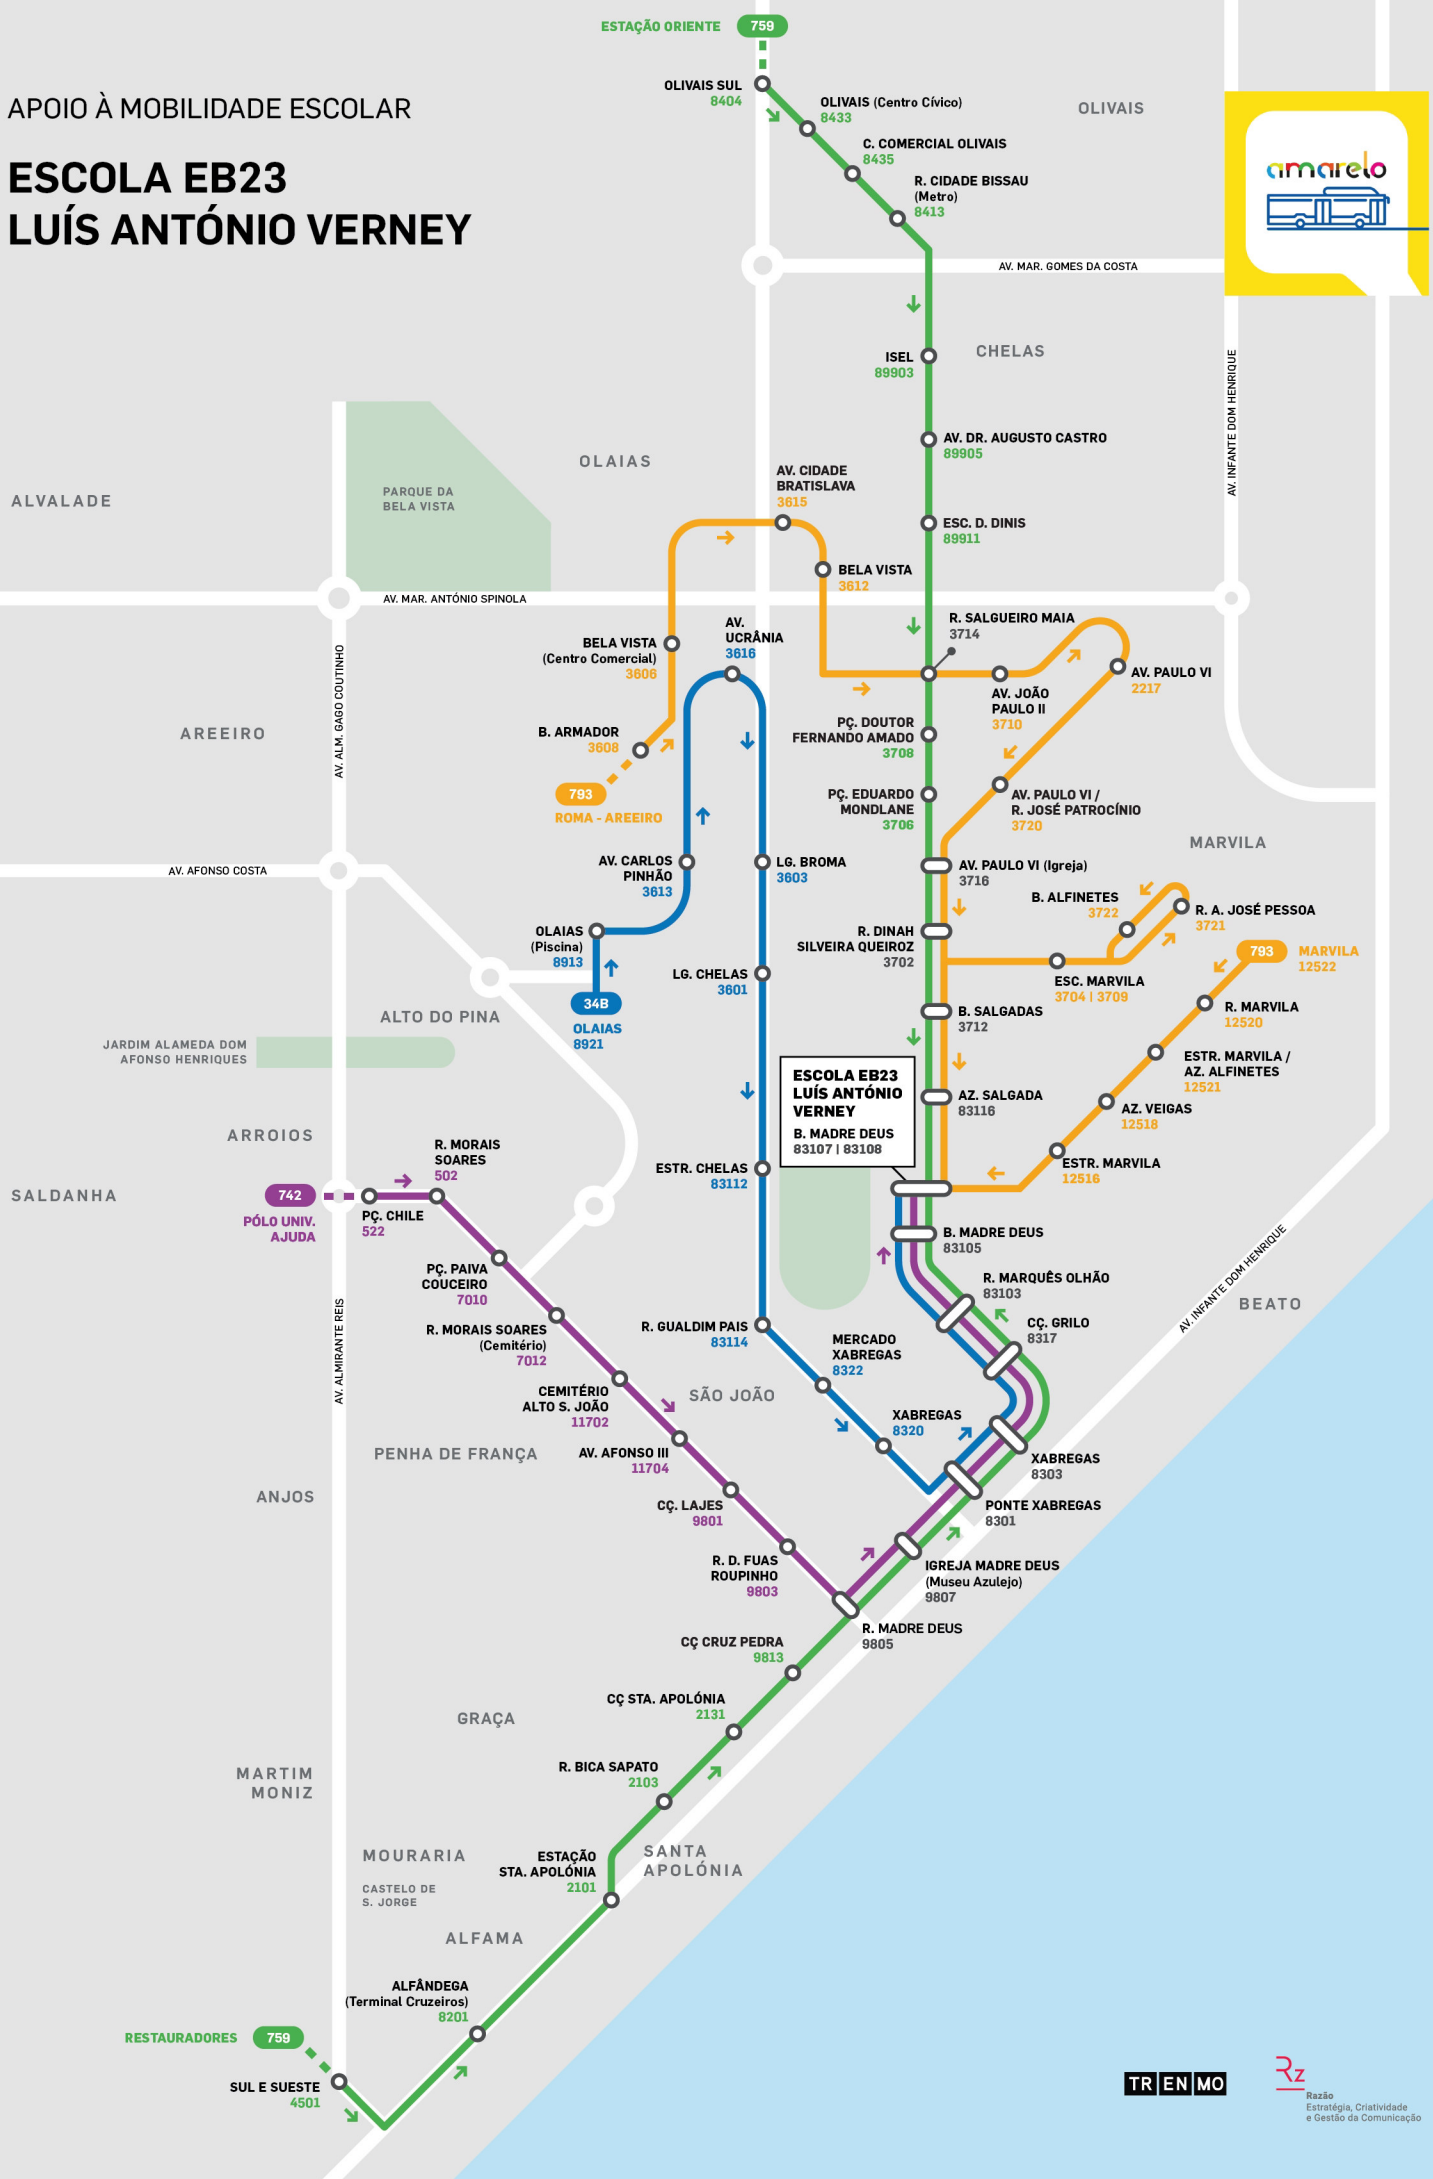 ESTAÇÃO ORIENTE
759
APOIO À MOBILIDADE ESCOLAR
ESCOLA EB23
LUÍS ANTÓNIO VERNEY
OLIVAIS SUL
8404
OLIVAIS (Centro Cívico)
8433
C. COMERCIAL OLIVAIS
8435
R. CIDADE BISSAU
(Metro)
8413
OLIVAIS
amarelo
AV. MAR. GOMES DA COSTA
ISEL
89903
CHELAS
AV. INFANTE DOM HENRIQUE
AV. DR. AUGUSTO CASTRO
89905
OLAIAS
ALVALADE
PARQUE DA
BELA VISTA
AV. CIDADE
BRATISLAVA
3615
ESC. D. DINIS
89911
BELA VISTA
3612
AV. MAR. ANTÓNIO SPINOLA
R. SALGUEIRO MAIA
3714
AV.
UCRÂNIA
3616
BELA VISTA
(Centro Comercial)
3606
AV. PAULO VI
2217
AV. JOÃO
PAULO II
3710
AV. ALM. GAGO COUTINHO
AREEIRO
B. ARMADOR
3608
793
ROMA - AREEIRO
PÇ. DOUTOR
FERNANDO AMADO
3708
PÇ. EDUARDO
MONDLANE
3706
AV. PAULO VI /
R. JOSÉ PATROCÍNIO
3720
MARVILA
AV. AFONSO COSTA
AV. CARLOS
PINHÃO
3613
LG. BROMA
3603
AV. PAULO VI (Igreja)
3716
B. ALFINETES
3722
R. A. JOSÉ PESSOA
3721
OLAIAS
(Piscina)
8913
R. DINAH
SILVEIRA QUEIROZ
3702
793
MARVILA
12522
LG. CHELAS
3601
ESC. MARVILA
3704 | 3709
34B
OLAIAS
8921
ALTO DO PINA
B. SALGADAS
3712
R. MARVILA
12520
JARDIM ALAMEDA DOM
AFONSO HENRIQUES
ESTR. MARVILA /
AZ. ALFINETES
12521
ESCOLA EB23
LUÍS ANTÓNIO
VERNEY
B. MADRE DEUS
83107 | 83108
AZ. SALGADA
83116
AZ. VEIGAS
12518
ARROIOS
R. MORAIS
SOARES
502
ESTR. CHELAS
83112
ESTR. MARVILA
12516
SALDANHA
742
PÓLO UNIV.
AJUDA
PÇ. CHILE
522
B. MADRE DEUS
83105
PÇ. PAIVA
COUCEIRO
7010
R. MARQUÊS OLHÃO
83103
AV. INFANTE DOM HENRIQUE
BEATO
AV. ALMIRANTE REIS
R. MORAIS SOARES
(Cemitério)
7012
R. GUALDIM PAIS
83114
MERCADO
XABREGAS
8322
CÇ. GRILO
8317
CEMITÉRIO
ALTO S. JOÃO
11702
SÃO JOÃO
XABREGAS
8320
PENHA DE FRANÇA
AV. AFONSO III
11704
XABREGAS
8303
ANJOS
CÇ. LAJES
9801
PONTE XABREGAS
8301
R. D. FUAS
ROUPINHO
9803
IGREJA MADRE DEUS
(Museu Azulejo)
9807
R. MADRE DEUS
9805
CÇ CRUZ PEDRA
9813
CÇ STA. APOLÓNIA
2131
GRAÇA
R. BICA SAPATO
2103
MARTIM
MONIZ
MOURARIA
CASTELO DE
S. JORGE
ESTAÇÃO
STA. APOLÓNIA
2101
SANTA
APOLÓNIA
ALFAMA
ALFÂNDEGA
(Terminal Cruzeiros)
8201
RESTAURADORES
759
SUL E SUESTE
4501
TRENMO
Rz
Razão
Estratégia, Criatividade
e Gestão da Comunicação